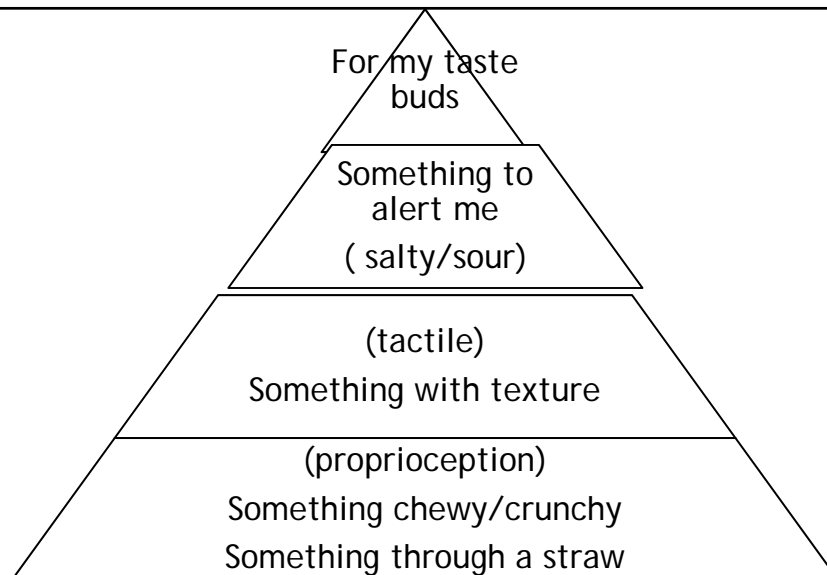 For my taste
buds
Something to
alert me
( salty/sour)
(tactile)
Something with texture
(proprioception)
Something chewy/crunchy
Something through a straw